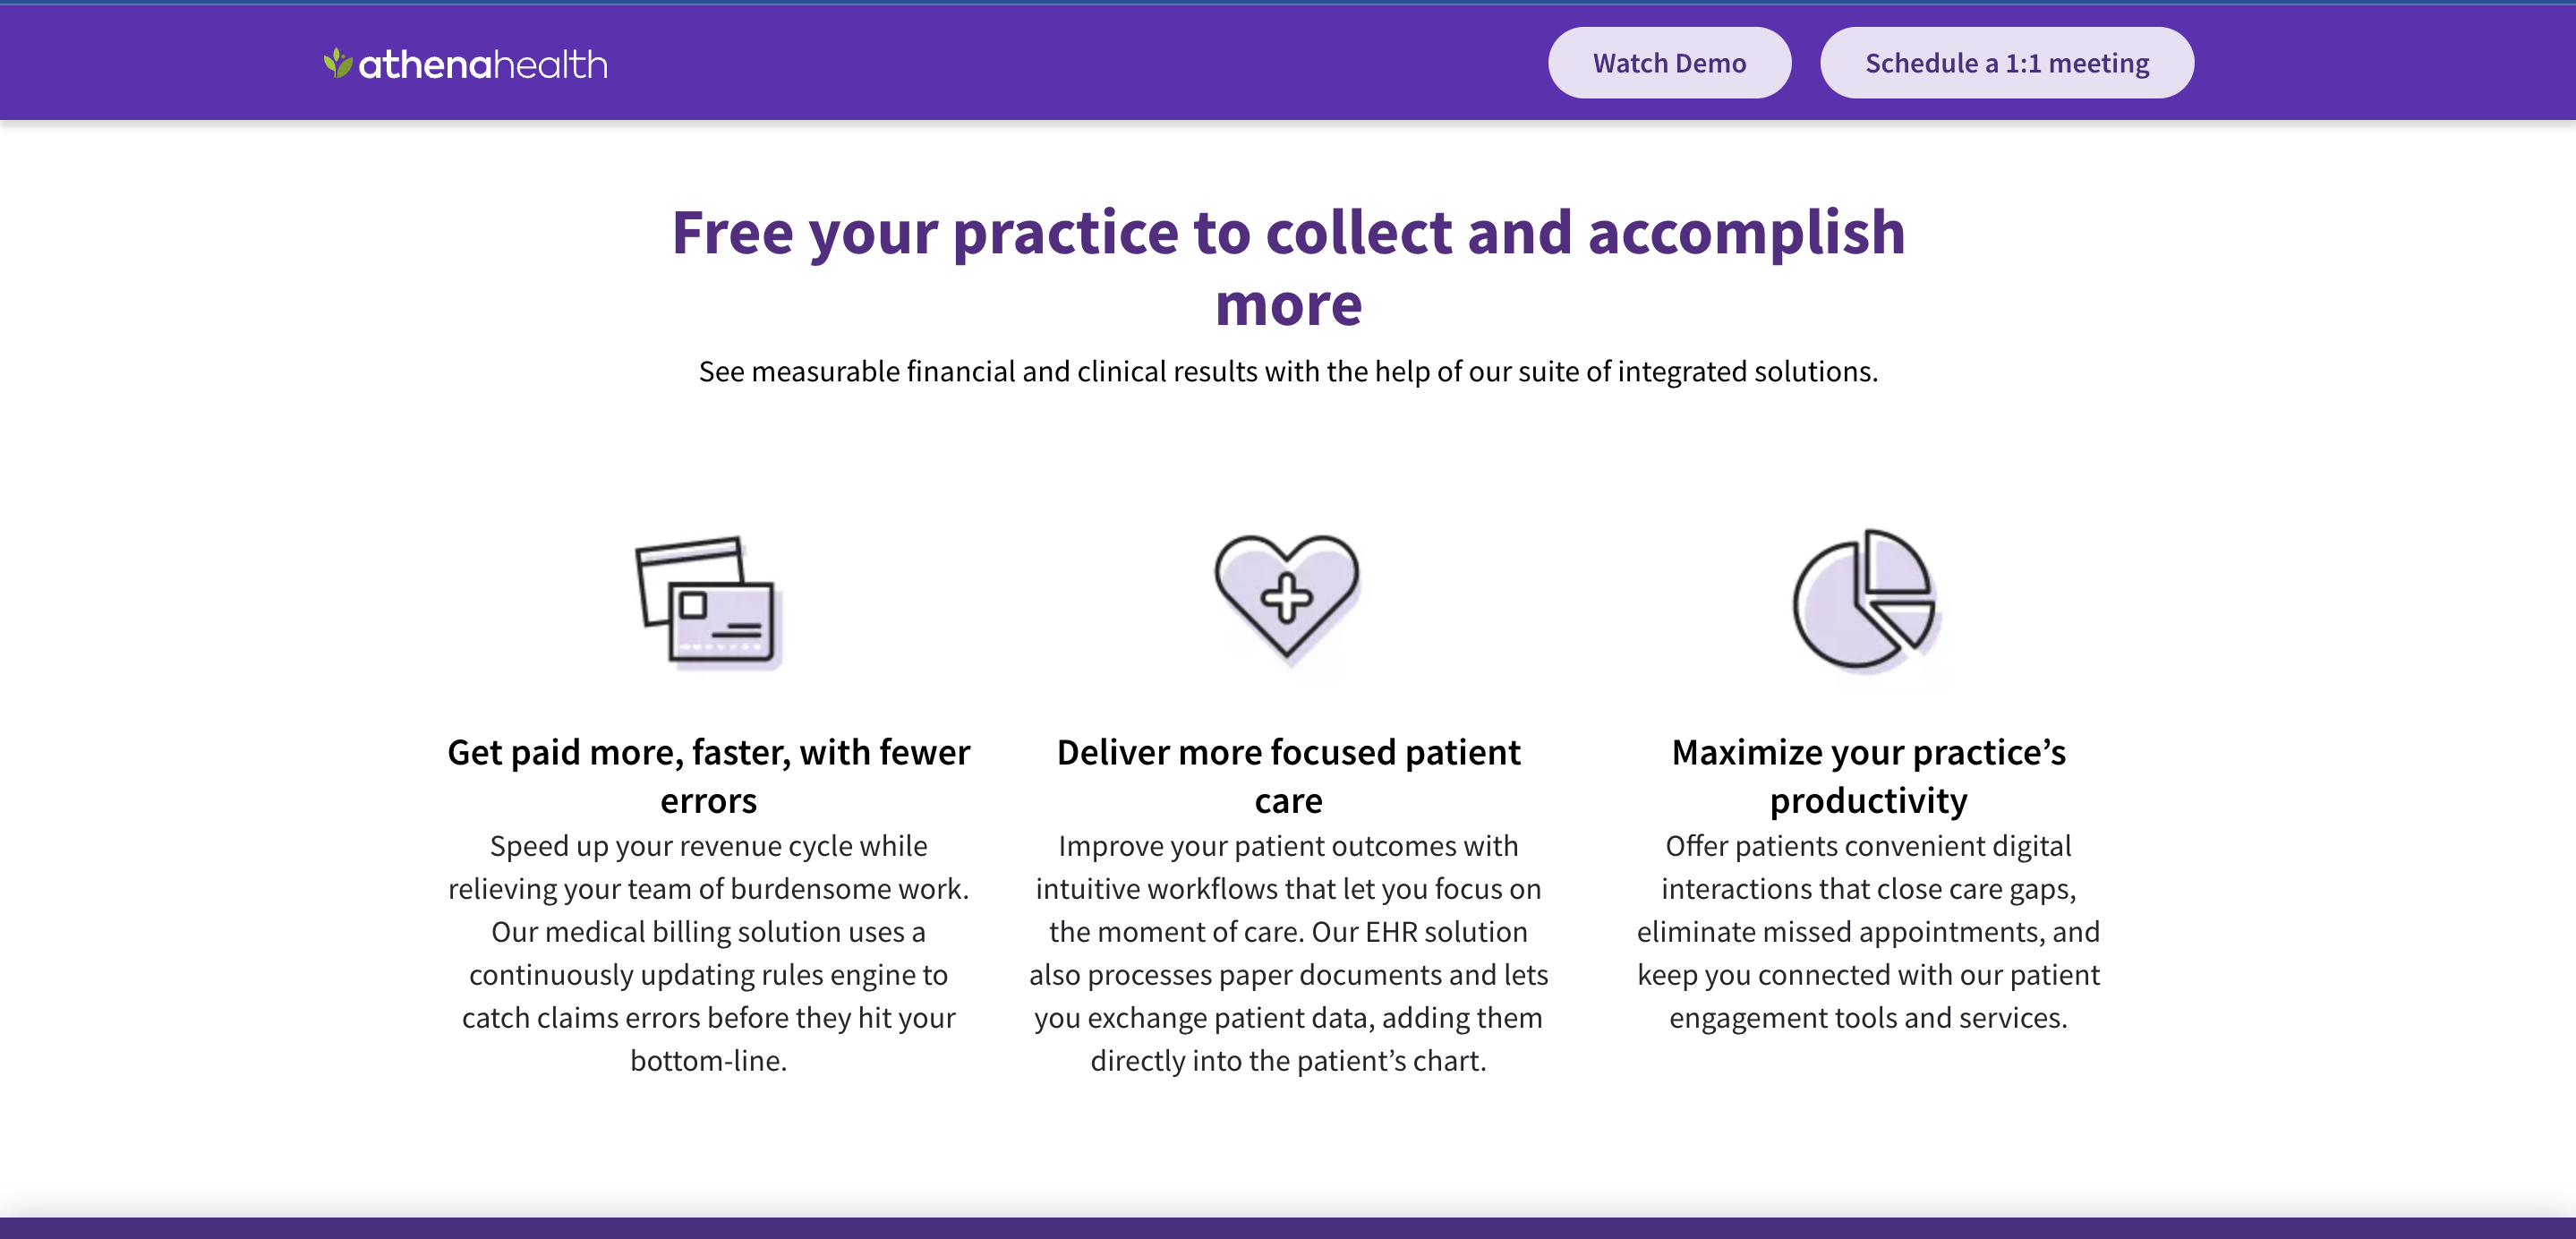 athenahealth
Watch Demo
Schedule a 1:1 meeting
Free your practice to collect and accomplish
more
See measurable financial and clinical results with the help of our suite of integrated solutions.
Get paid more, faster, with fewer
errors
Speed up your revenue cycle while
relieving your team of burdensome work.
Our medical billing solution uses a
continuously updating rules engine to
catch claims errors before they hit your
bottom-line.
Deliver more focused patient
care
Improve your patient outcomes with
intuitive workflows that let you focus on
the moment of care. Our EHR solution
also processes paper documents and lets
you exchange patient data, adding them
directly into the patient’s chart.
Maximize your practice’s
productivity
Offer patients convenient digital
interactions that close care gaps,
eliminate missed appointments, and
keep you connected with our patient
engagement tools and services.